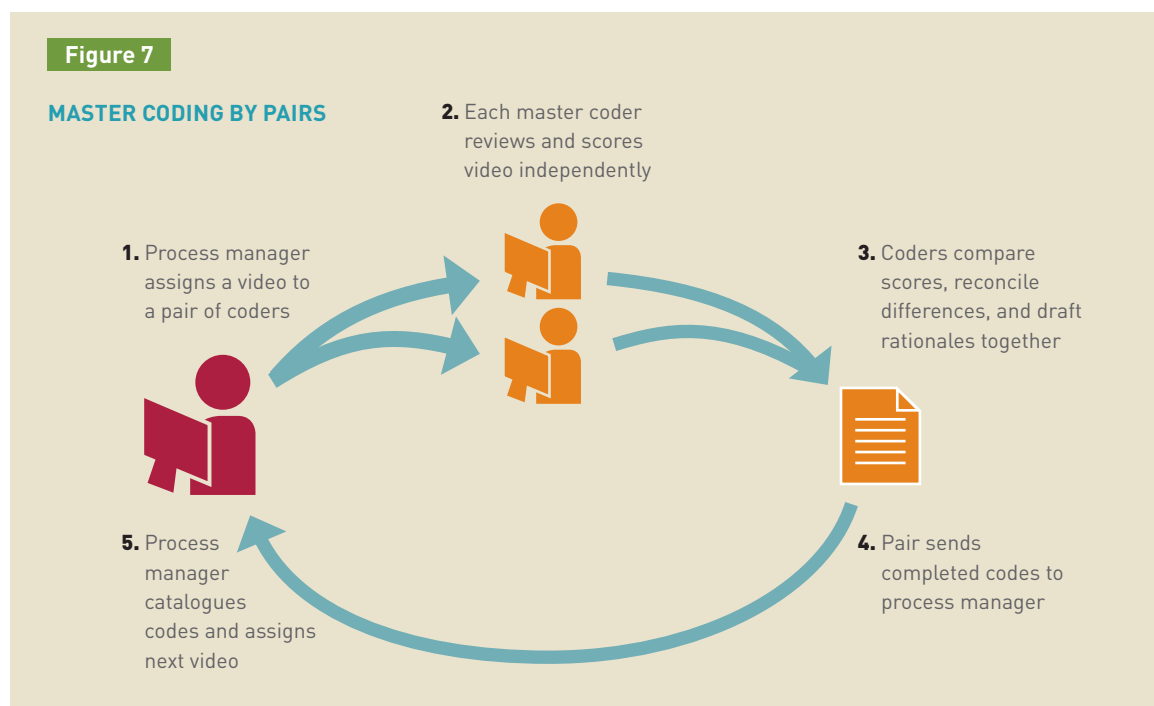 Figure 7
MASTER CODING BY PAIRS
1. Process manager
assigns a video to
a pair of coders
2. Each master coder
reviews and scores
video independently
3. Coders compare
scores, reconcile
differences, and draft
rationales together
4. Pair sends
completed codes to
process manager
5. Process
manager
catalogues
codes and assigns
next video